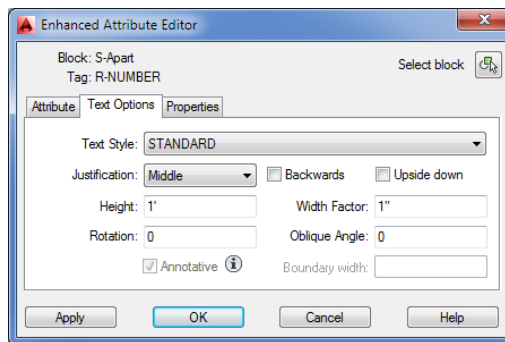 Enhanced Attribute Editor
Block: S-Apart
Tag: R-NUMBER
Select block
Attribute Text Options Properties
Text Style: STANDARD
Justification: Middle Backwards Upside down
Height: 1' Width Factor: 1"
Rotation: 0 Oblique Angle: 0
Annotative Boundary width:
Apply OK Cancel Help